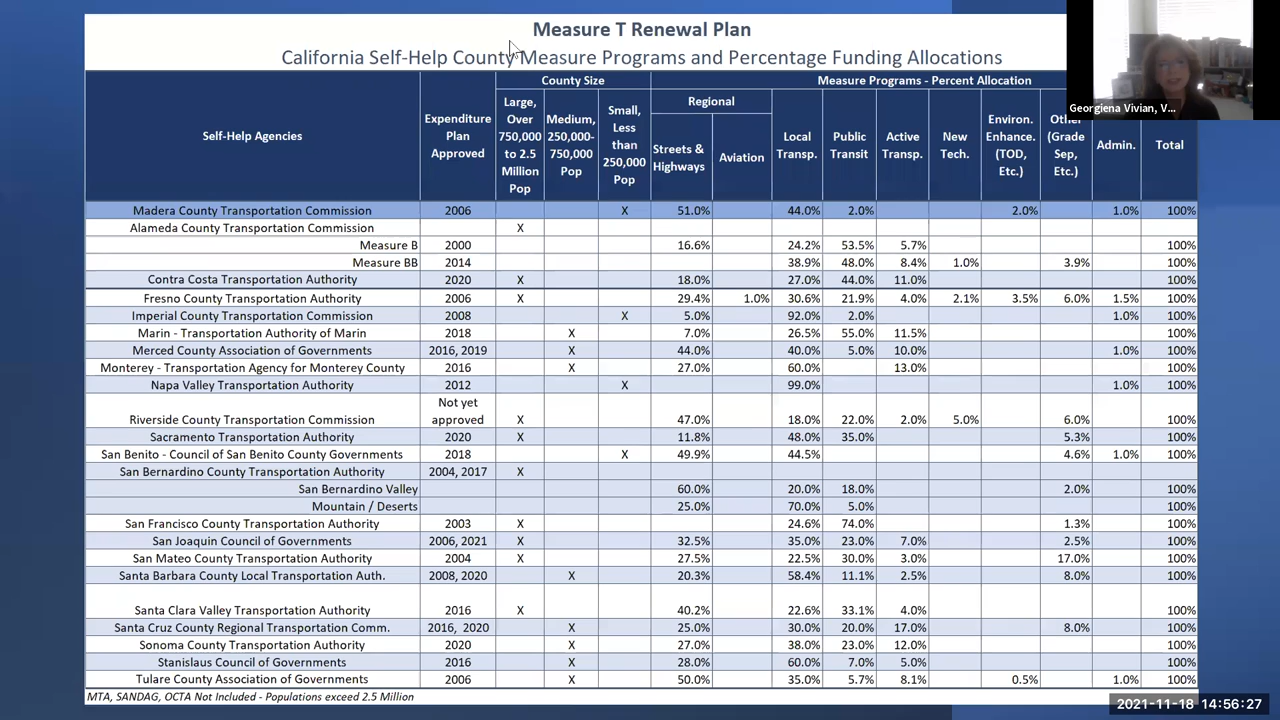 Measure T Renewal Plan
California Self-Help County Measure Programs and Percentage Funding Allocations
Self-Help Agencies | Expenditure Plan Approved | County Size | Measure Programs - Percent Allocation
Large, Over 750,000 to 2.5 Million Pop | Medium, 250,000-750,000 Pop | Small, Less than 250,000 Pop | Regional | Streets & Highways | Aviation | Local Transp. | Public Transit | Active Transp. | New Tech. | Environ. Enhance. (TOD, Etc.) | (Grade Sep, Etc.) | Admin. | Total
Georgiena Vivian, V...
Madera County Transportation Commission 2006 X 51.0% 44.0% 2.0% 2.0% 1.0% 100%
Alameda County Transportation Commission X
Measure B 2000 16.6% 24.2% 53.5% 5.7% 100%
Measure BB 2014 38.9% 48.0% 8.4% 1.0% 3.9% 100%
Contra Costa Transportation Authority 2020 X 18.0% 27.0% 44.0% 11.0% 100%
Fresno County Transportation Authority 2006 X 29.4% 1.0% 30.6% 21.9% 4.0% 2.1% 3.5% 6.0% 1.5% 100%
Imperial County Transportation Commission 2008 X 5.0% 92.0% 2.0% 1.0% 100%
Marin - Transportation Authority of Marin 2018 X 7.0% 26.5% 55.0% 11.5% 100%
Merced County Association of Governments 2016, 2019 X 44.0% 40.0% 5.0% 10.0% 1.0% 100%
Monterey - Transportation Agency for Monterey County 2016 X 27.0% 60.0% 13.0% 100%
Napa Valley Transportation Authority 2012 X 99.0% 1.0% 100%
Riverside County Transportation Commission Not yet approved X 47.0% 18.0% 22.0% 2.0% 5.0% 6.0% 100%
Sacramento Transportation Authority 2020 X 11.8% 48.0% 35.0% 5.3% 100%
San Benito - Council of San Benito County Governments 2018 X 49.9% 44.5% 4.6% 1.0% 100%
San Bernardino County Transportation Authority 2004, 2017 X
San Bernardino Valley 60.0% 20.0% 18.0% 2.0% 100%
Mountain / Deserts 25.0% 70.0% 5.0% 100%
San Francisco County Transportation Authority 2003 X 24.6% 74.0% 1.3% 100%
San Joaquin Council of Governments 2006, 2021 X 32.5% 35.0% 23.0% 7.0% 2.5% 100%
San Mateo County Transportation Authority 2004 X 27.5% 22.5% 30.0% 3.0% 17.0% 100%
Santa Barbara County Local Transportation Auth. 2008, 2020 X 20.3% 58.4% 11.1% 2.5% 8.0% 100%
Santa Clara Valley Transportation Authority 2016 X 40.2% 22.6% 33.1% 4.0% 100%
Santa Cruz County Regional Transportation Comm. 2016, 2020 X 25.0% 30.0% 20.0% 17.0% 8.0% 100%
Sonoma County Transportation Authority 2020 X 27.0% 38.0% 23.0% 12.0% 100%
Stanislaus Council of Governments 2016 X 28.0% 60.0% 7.0% 5.0% 100%
Tulare County Association of Governments 2006 X 50.0% 35.0% 5.7% 8.1% 0.5% 1.0% 100%
MTA, SANDAG, OCTA Not Included - Populations exceed 2.5 Million
2021-11-18 14:56:27